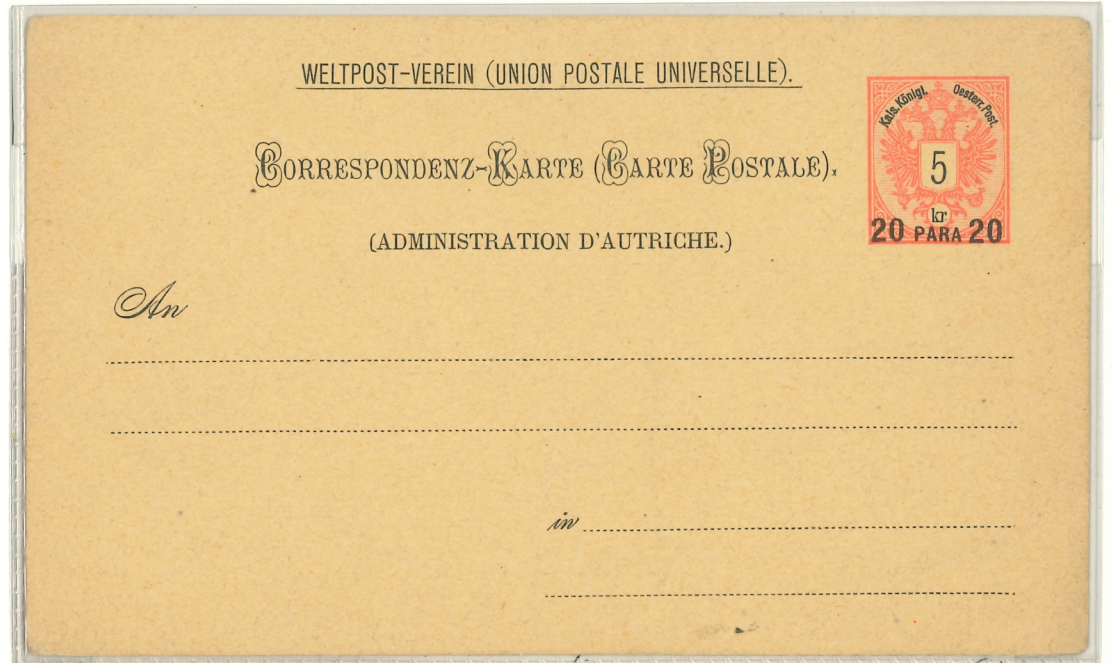 WELTPOST-VEREIN (UNION POSTALE UNIVERSELLE).
CORRESPONDENZ-KARTE (CARTE POSTALE).
(ADMINISTRATION D'AUTRICHE.)
Kais. Königl. Oesterr. Post.
5
kr
20 PARA 20
An
in